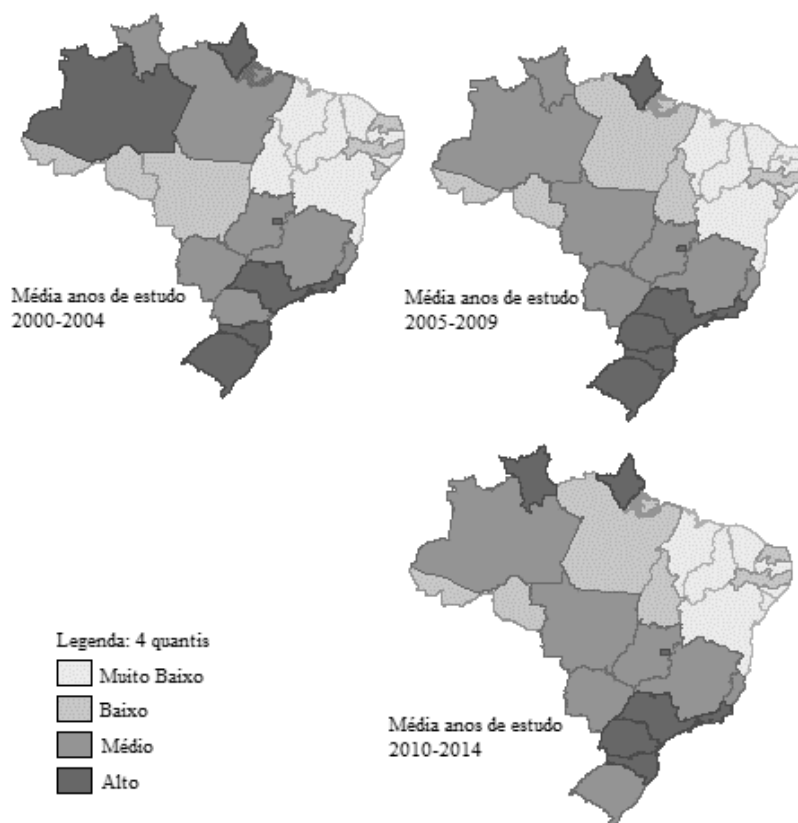 Média anos de estudo
2000-2004
Média anos de estudo
2005-2009
Legenda: 4 quantis
Muito Baixo
Baixo
Médio
Alto
Média anos de estudo
2010-2014